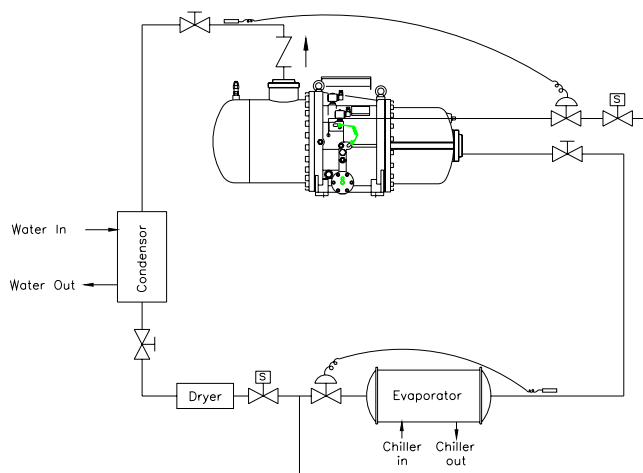 S
Water In
Condensor
Water Out
S
Dryer
Evaporator
Chiller
in
Chiller
out